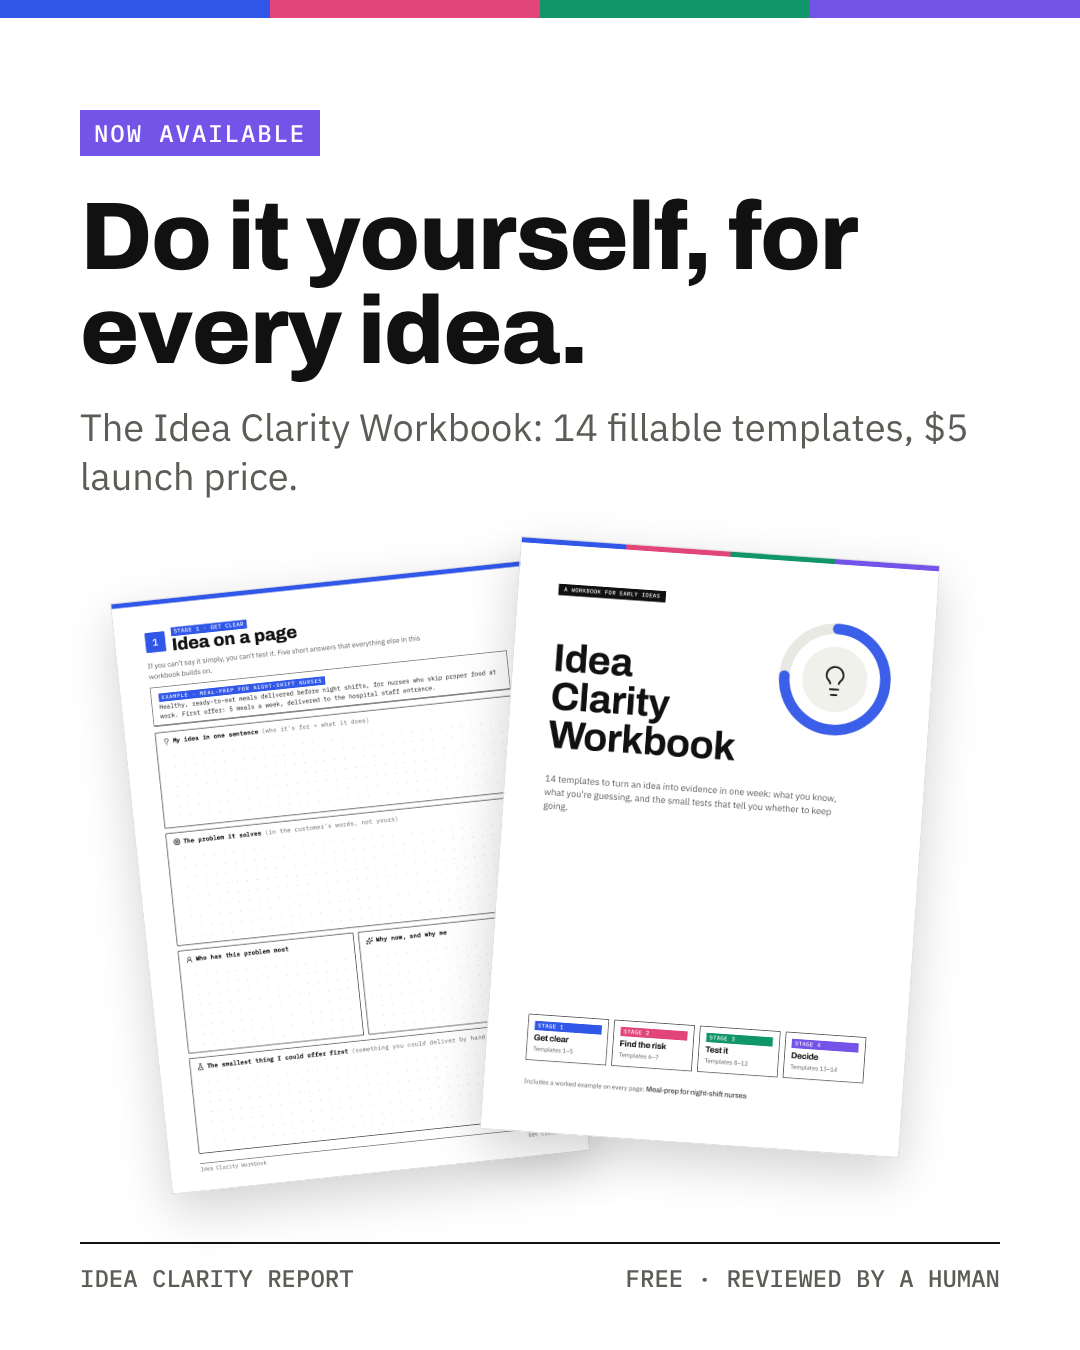 NOW AVAILABLE
Do it yourself, for
every idea.
The Idea Clarity Workbook: 14 fillable templates, $5
launch price.
1
STAGE 1 · GET CLEAR
Idea on a page
If you can't say it simply, you can't test it. Five short answers that everything else in this
workbook builds on.
EXAMPLE · MEAL-PREP FOR NIGHT-SHIFT NURSES
Healthy, ready-to-eat meals delivered before night shifts, for nurses who skip proper food at
work. First offer: 5 meals a week, delivered to the hospital staff entrance.
My idea in one sentence (who it's for + what it does)
The problem it solves (in the customer's words, not yours)
Who has this problem most
Why now, and why me
The smallest thing I could offer first (something you could deliver by hand
Idea Clarity Workbook
A WORKBOOK FOR EARLY IDEAS
Idea
Clarity
Workbook
14 templates to turn an idea into evidence in one week: what you know,
what you're guessing, and the small tests that tell you whether to keep
going.
STAGE 1
Get clear
Templates 1–5
STAGE 2
Find the risk
Templates 6–7
STAGE 3
Test it
Templates 8–12
STAGE 4
Decide
Templates 13–14
Includes a worked example on every page: Meal-prep for night-shift nurses
IDEA CLARITY REPORT
FREE · REVIEWED BY A HUMAN